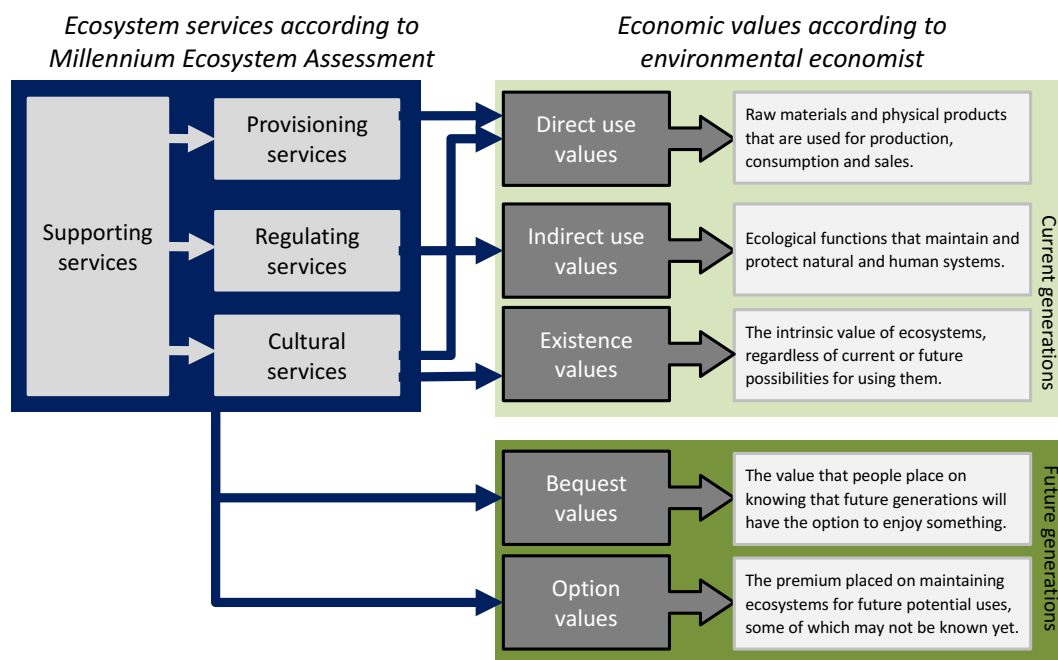 Ecosystem services according to
Millennium Ecosystem Assessment
Economic values according to
environmental economist
Supporting
services
Provisioning
services
Regulating
services
Cultural
services
Direct use
values
Raw materials and physical products
that are used for production,
consumption and sales.
Indirect use
values
Ecological functions that maintain and
protect natural and human systems.
Existence
values
The intrinsic value of ecosystems,
regardless of current or future
possibilities for using them.
Current generations
Bequest
values
The value that people place on
knowing that future generations will
have the option to enjoy something.
Option
values
The premium placed on maintaining
ecosystems for future potential uses,
some of which may not be known yet.
Future generations